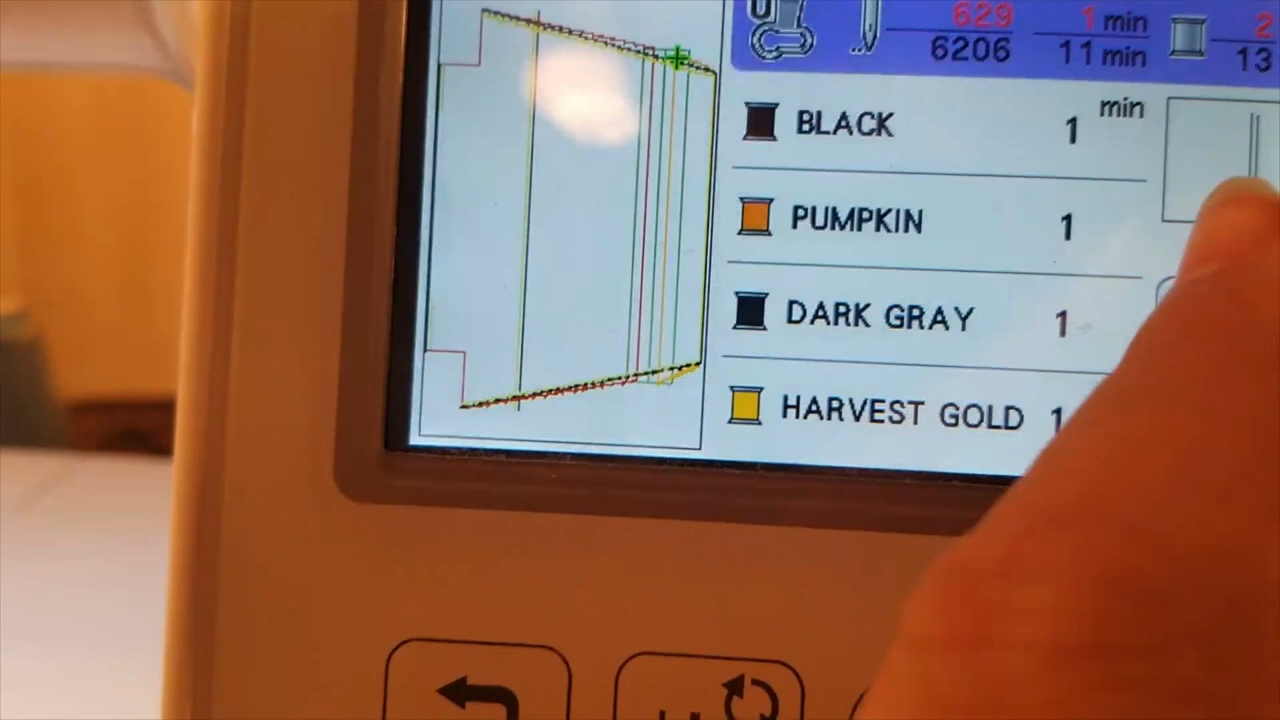 629 1 min 2
6206 11 min 13
min
BLACK 1
PUMPKIN 1
DARK GRAY 1
HARVEST GOLD 1